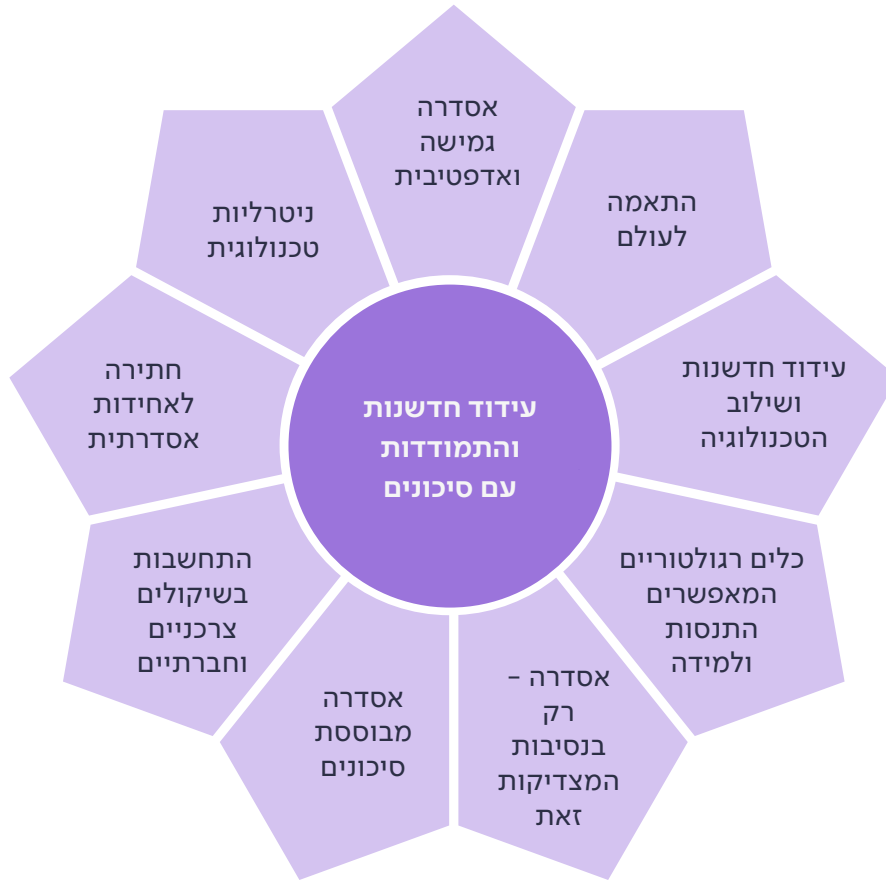 אסדרה
גמישה
ואדפטיבית
התאמה
לעולם
עידוד חדשנות
ושילוב
הטכנולוגיה
כלים רגולטוריים
המאפשרים
התנסות
ולמידה
אסדרה –
רק
בנסיבות
המצדיקות
זאת
אסדרה
מבוססת
סיכונים
התחשבות
בשיקולים
צרכניים
וחברתיים
חתירה
לאחידות
אסדרתית
ניטרליות
טכנולוגית
עידוד חדשנות
והתמודדות
עם סיכונים